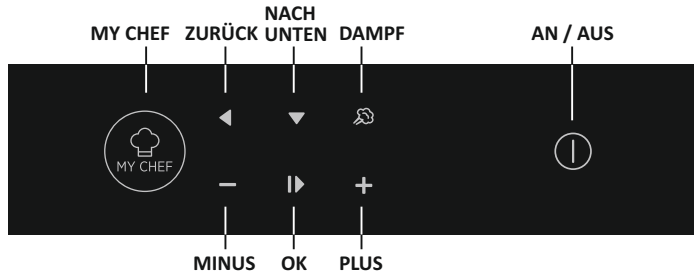 MY CHEF
ZURÜCK
NACH
UNTEN
DAMPF
AN / AUS
MY CHEF
MINUS
OK
PLUS